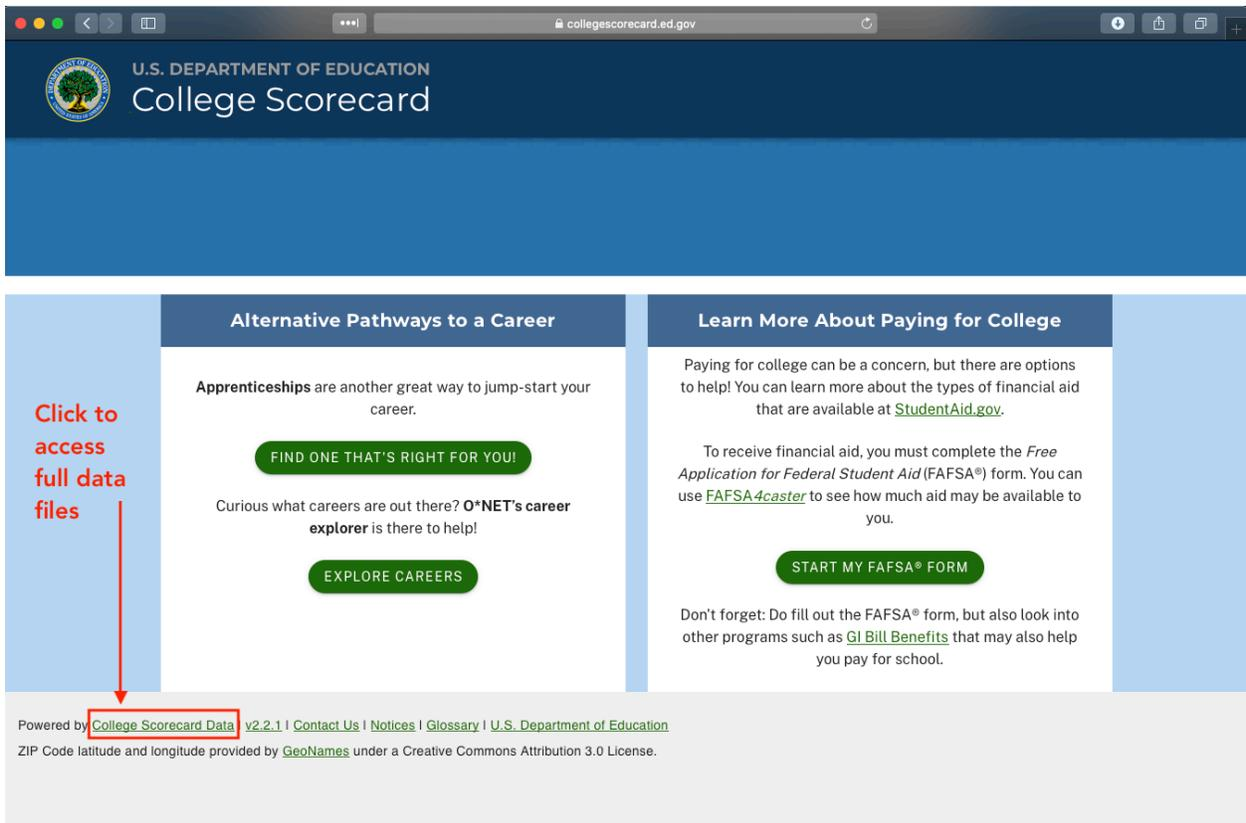 collegescorecard.ed.gov
U.S. DEPARTMENT OF EDUCATION
College Scorecard
Alternative Pathways to a Career
Apprenticeships are another great way to jump-start your
career.
FIND ONE THAT'S RIGHT FOR YOU!
Curious what careers are out there? O*NET's career
explorer is there to help!
EXPLORE CAREERS
Learn More About Paying for College
Paying for college can be a concern, but there are options
to help! You can learn more about the types of financial aid
that are available at StudentAid.gov.
To receive financial aid, you must complete the Free
Application for Federal Student Aid (FAFSA®) form. You can
use FAFSA4caster to see how much aid may be available to
you.
START MY FAFSA® FORM
Don't forget: Do fill out the FAFSA® form, but also look into
other programs such as GI Bill Benefits that may also help
you pay for school.
Click to
access
full data
files
Powered by College Scorecard Data | v2.2.1 | Contact Us | Notices | Glossary | U.S. Department of Education
ZIP Code latitude and longitude provided by GeoNames under a Creative Commons Attribution 3.0 License.